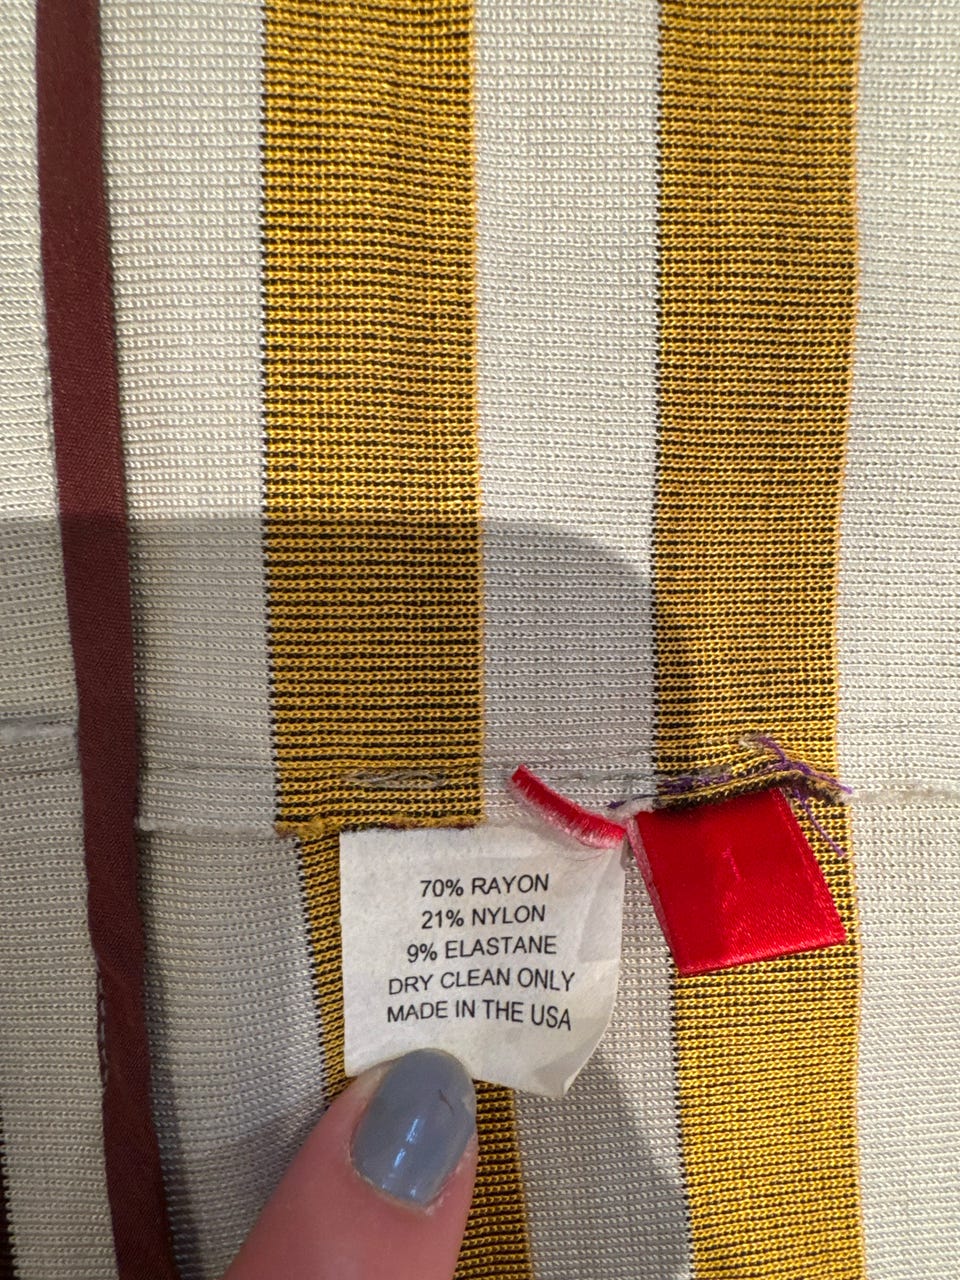 70% RAYON
21% NYLON
9% ELASTANE
DRY CLEAN ONLY
MADE IN THE USA